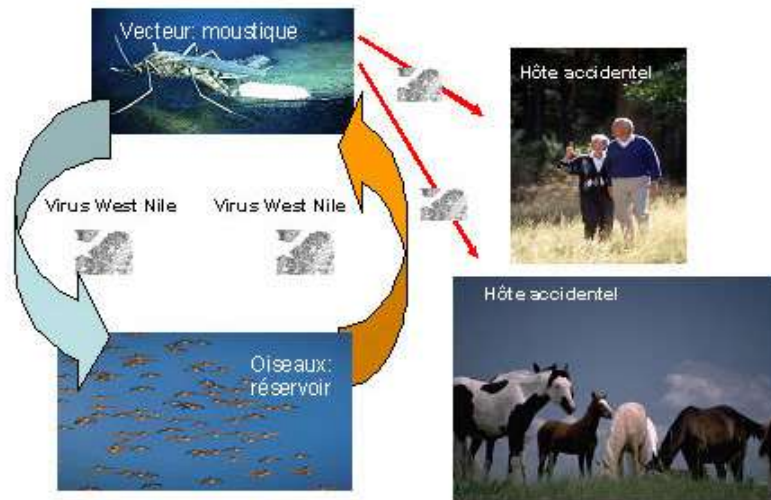 Vecteur: moustique
Hôte accidentel
Virus West Nile
Virus West Nile
Hôte accidentel
Oiseaux:
réservoir